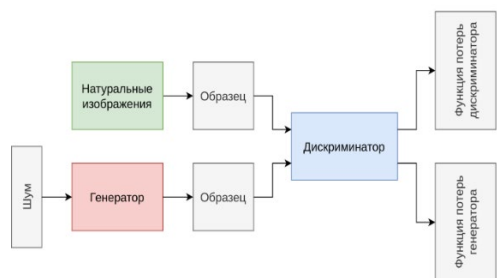 Натуральные
изображения
Образец
Функция потерь
дискриминатора
Дискриминатор
Шум
Генератор
Образец
Функция потерь
генератора